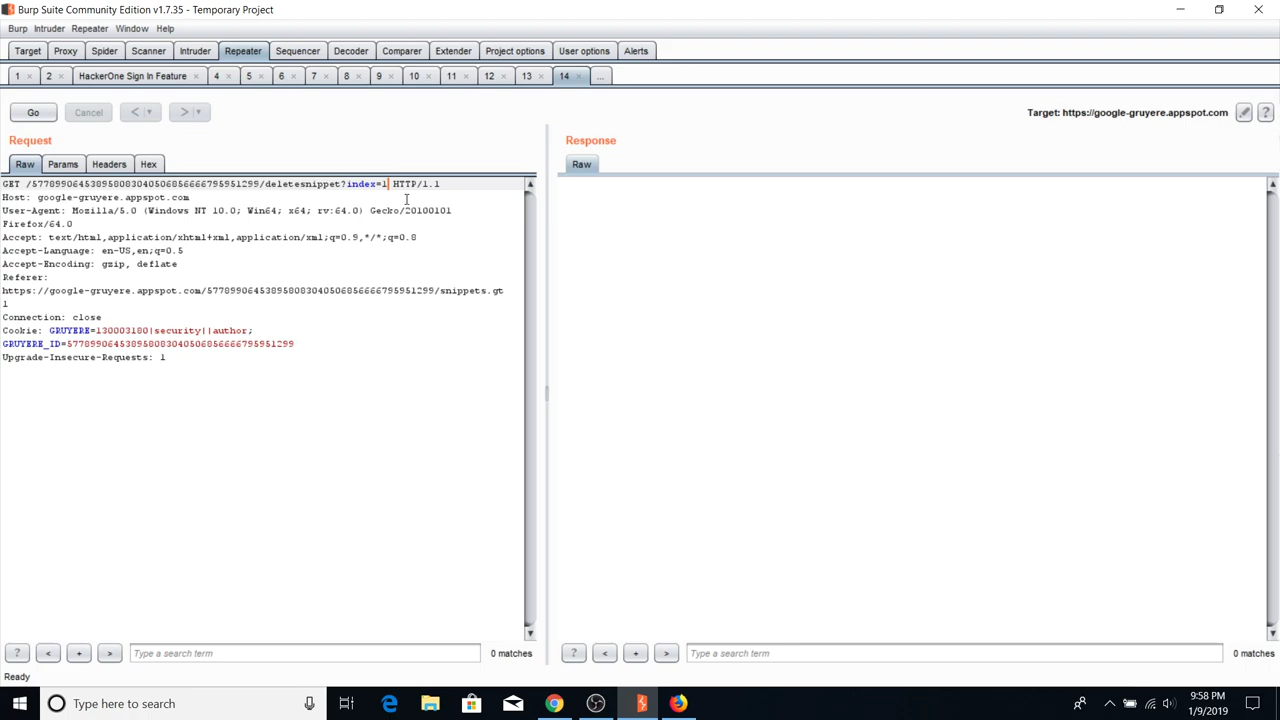 Burp Suite Community Edition v1.7.35 - Temporary Project
Burp Intruder Repeater Window Help
Target Proxy Spider Scanner Intruder Repeater Sequencer Decoder Comparer Extender Project options User options Alerts
1 × 2 × HackerOne Sign In Feature × 4 × 5 × 6 × 7 × 8 × 9 × 10 × 11 × 12 × 13 × 14 × ...
Go Cancel < > Target: https://google-gruyere.appspot.com ?
Request Response
Raw Params Headers Hex Raw
GET /577899064538958083040506856666795951299/deletesnippet?index=1 HTTP/1.1
Host: google-gruyere.appspot.com
User-Agent: Mozilla/5.0 (Windows NT 10.0; Win64; x64; rv:64.0) Gecko/20100101
Firefox/64.0
Accept: text/html,application/xhtml+xml,application/xml;q=0.9,*/*;q=0.8
Accept-Language: en-US,en;q=0.5
Accept-Encoding: gzip, deflate
Referer:
https://google-gruyere.appspot.com/577899064538958083040506856666795951299/snippets.gt
l
Connection: close
Cookie: GRUYERE=130003180|security||author;
GRUYERE_ID=577899064538958083040506856666795951299
Upgrade-Insecure-Requests: 1
? < + > Type a search term 0 matches ? < + > Type a search term 0 matches
Ready
Type here to search
9:58 PM
1/9/2019